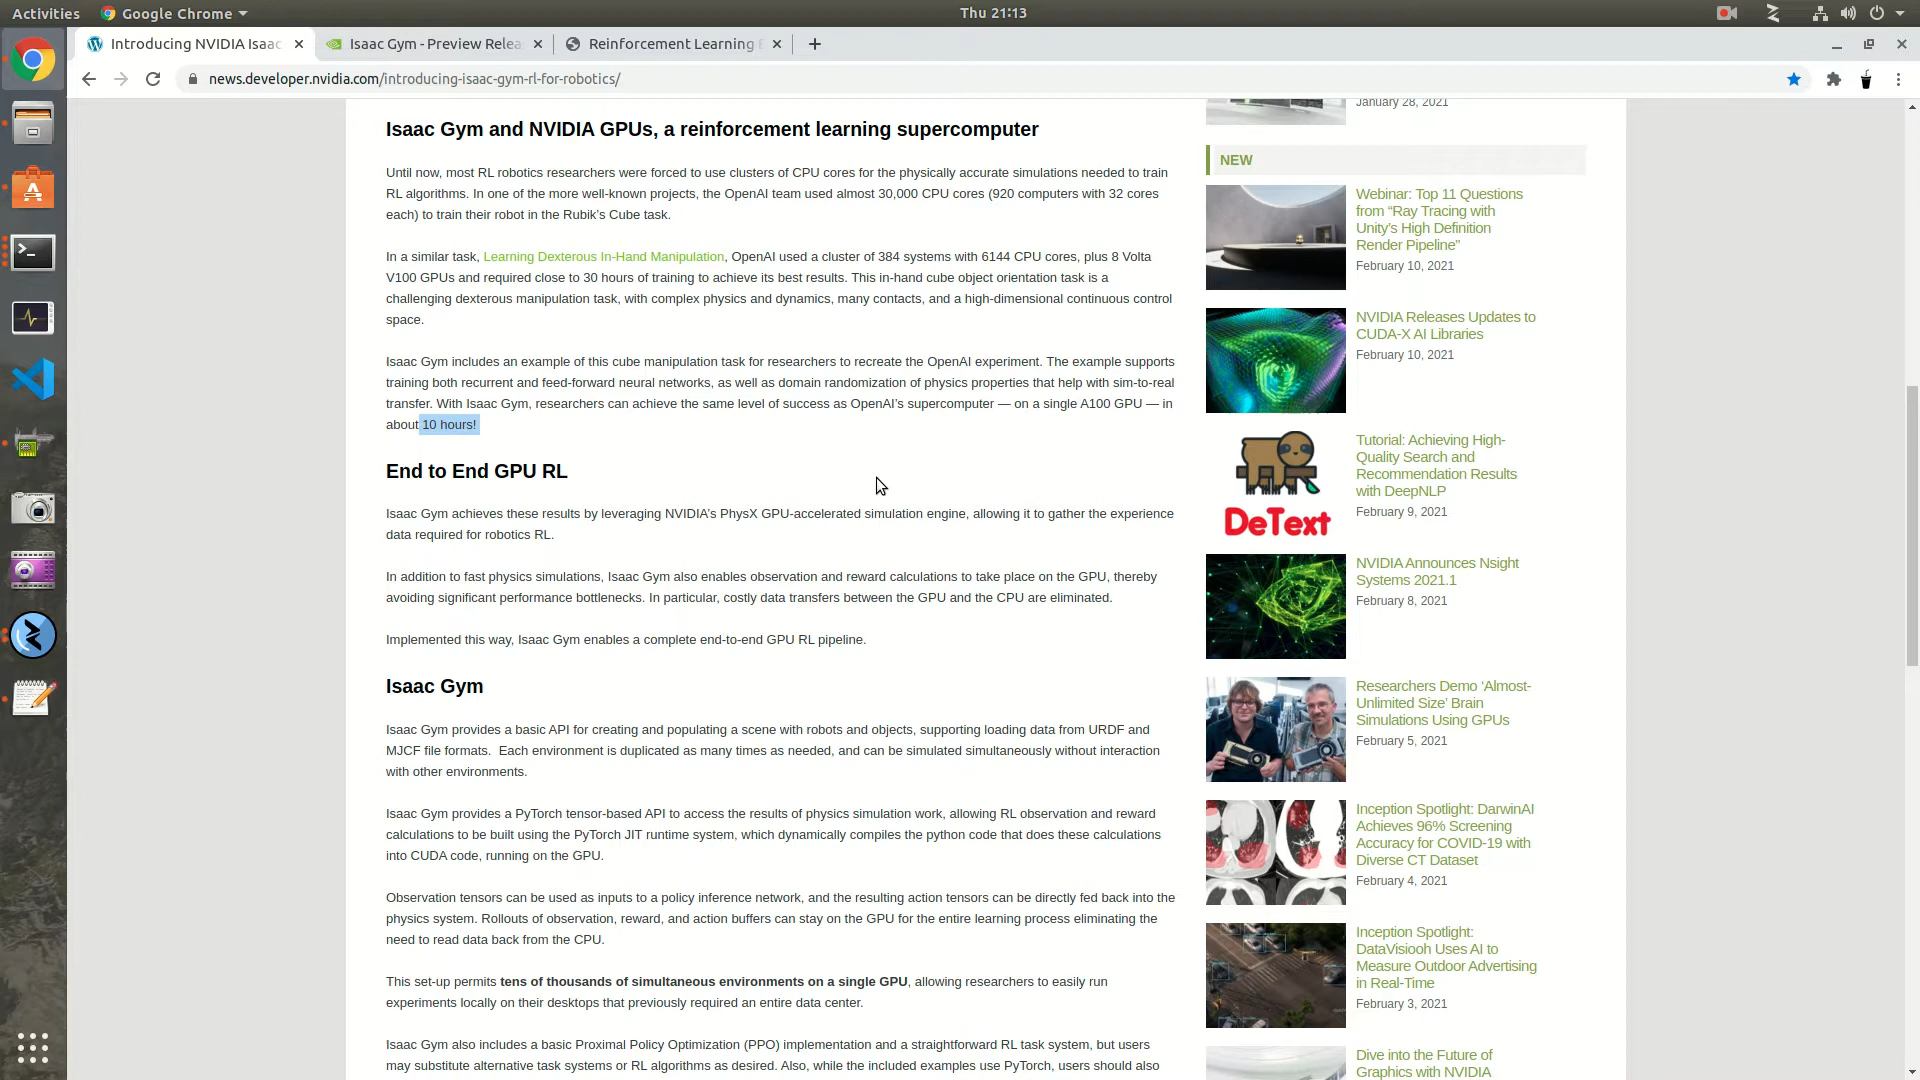 Activities
Google Chrome
Thu 21:13
Introducing NVIDIA Isaac
Isaac Gym - Preview Relea
Reinforcement Learning E
news.developer.nvidia.com/introducing-isaac-gym-rl-for-robotics/
Isaac Gym and NVIDIA GPUs, a reinforcement learning supercomputer
Until now, most RL robotics researchers were forced to use clusters of CPU cores for the physically accurate simulations needed to train
RL algorithms. In one of the more well-known projects, the OpenAI team used almost 30,000 CPU cores (920 computers with 32 cores
each) to train their robot in the Rubik's Cube task.
In a similar task, Learning Dexterous In-Hand Manipulation, OpenAI used a cluster of 384 systems with 6144 CPU cores, plus 8 Volta
V100 GPUs and required close to 30 hours of training to achieve its best results. This in-hand cube object orientation task is a
challenging dexterous manipulation task, with complex physics and dynamics, many contacts, and a high-dimensional continuous control
space.
Isaac Gym includes an example of this cube manipulation task for researchers to recreate the OpenAI experiment. The example supports
training both recurrent and feed-forward neural networks, as well as domain randomization of physics properties that help with sim-to-real
transfer. With Isaac Gym, researchers can achieve the same level of success as OpenAI's supercomputer — on a single A100 GPU — in
about 10 hours!
End to End GPU RL
Isaac Gym achieves these results by leveraging NVIDIA's PhysX GPU-accelerated simulation engine, allowing it to gather the experience
data required for robotics RL.
In addition to fast physics simulations, Isaac Gym also enables observation and reward calculations to take place on the GPU, thereby
avoiding significant performance bottlenecks. In particular, costly data transfers between the GPU and the CPU are eliminated.
Implemented this way, Isaac Gym enables a complete end-to-end GPU RL pipeline.
Isaac Gym
Isaac Gym provides a basic API for creating and populating a scene with robots and objects, supporting loading data from URDF and
MJCF file formats.  Each environment is duplicated as many times as needed, and can be simulated simultaneously without interaction
with other environments.
Isaac Gym provides a PyTorch tensor-based API to access the results of physics simulation work, allowing RL observation and reward
calculations to be built using the PyTorch JIT runtime system, which dynamically compiles the python code that does these calculations
into CUDA code, running on the GPU.
Observation tensors can be used as inputs to a policy inference network, and the resulting action tensors can be directly fed back into the
physics system. Rollouts of observation, reward, and action buffers can stay on the GPU for the entire learning process eliminating the
need to read data back from the CPU.
This set-up permits tens of thousands of simultaneous environments on a single GPU, allowing researchers to easily run
experiments locally on their desktops that previously required an entire data center.
Isaac Gym also includes a basic Proximal Policy Optimization (PPO) implementation and a straightforward RL task system, but users
may substitute alternative task systems or RL algorithms as desired. Also, while the included examples use PyTorch, users should also
January 28, 2021
NEW
Webinar: Top 11 Questions
from “Ray Tracing with
Unity's High Definition
Render Pipeline”
February 10, 2021
NVIDIA Releases Updates to
CUDA-X AI Libraries
February 10, 2021
DeText
Tutorial: Achieving High-
Quality Search and
Recommendation Results
with DeepNLP
February 9, 2021
NVIDIA Announces Nsight
Systems 2021.1
February 8, 2021
Researchers Demo ‘Almost-
Unlimited Size’ Brain
Simulations Using GPUs
February 5, 2021
Inception Spotlight: DarwinAI
Achieves 96% Screening
Accuracy for COVID-19 with
Diverse CT Dataset
February 4, 2021
Inception Spotlight:
DataVisiooh Uses AI to
Measure Outdoor Advertising
in Real-Time
February 3, 2021
Dive into the Future of
Graphics with NVIDIA